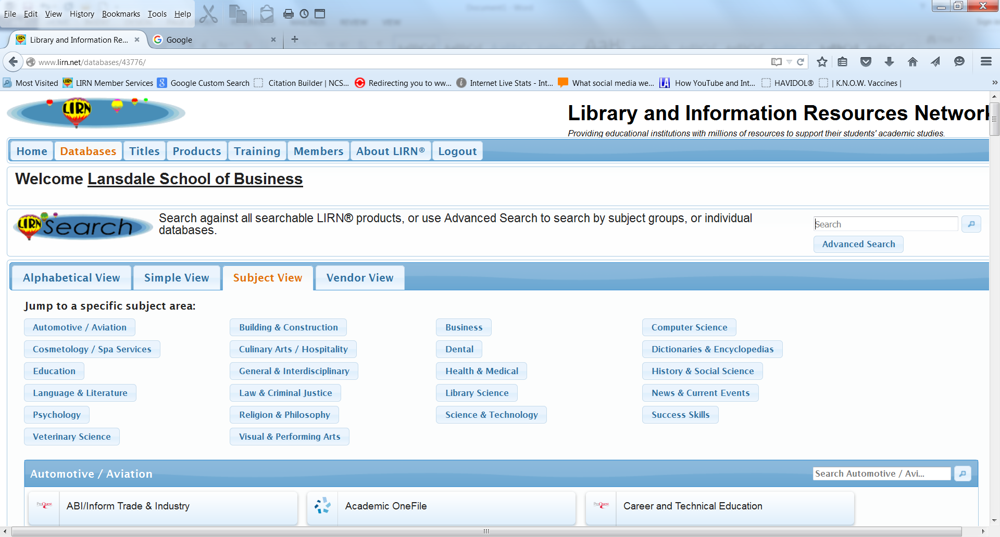 File Edit View History Bookmarks Tools Help
Library and Information Re... Google
www.lirn.net/databases/43776/
Most Visited LIRN Member Services Google Custom Search Citation Builder | NCS... Redirecting you to ww... Internet Live Stats - Int... What social media we... How YouTube and Int... HAVIDOL® | K.N.O.W. Vaccines |
LIRN
Library and Information Resources Network
Providing educational institutions with millions of resources to support their students' academic studies.
Home Databases Titles Products Training Members About LIRN® Logout
Welcome Lansdale School of Business
LIRN Search
Search against all searchable LIRN® products, or use Advanced Search to search by subject groups, or individual
databases.
Search
Advanced Search
Alphabetical View Simple View Subject View Vendor View
Jump to a specific subject area:
Automotive / Aviation Building & Construction Business Computer Science
Cosmetology / Spa Services Culinary Arts / Hospitality Dental Dictionaries & Encyclopedias
Education General & Interdisciplinary Health & Medical History & Social Science
Language & Literature Law & Criminal Justice Library Science News & Current Events
Psychology Religion & Philosophy Science & Technology Success Skills
Veterinary Science Visual & Performing Arts
Automotive / Aviation Search Automotive / Avi...
ProQuest ABI/Inform Trade & Industry Academic OneFile ProQuest Career and Technical Education